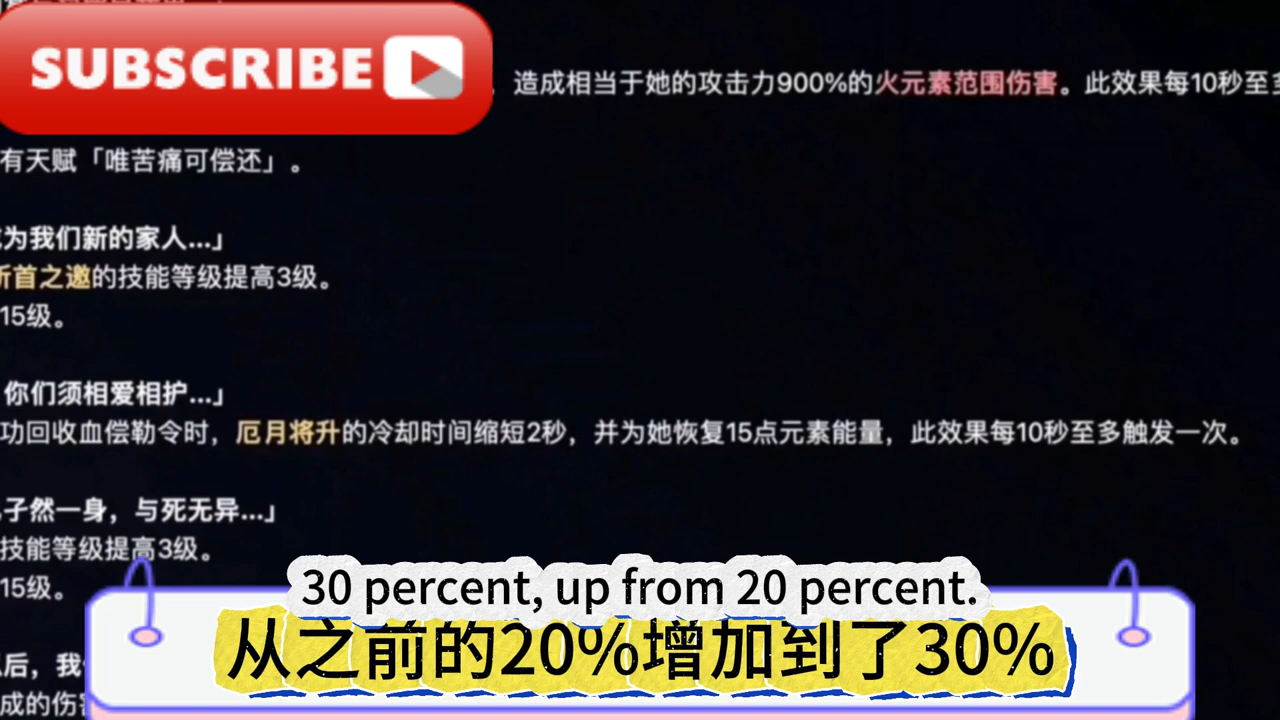 SUBSCRIBE
造成相当于她的攻击力900%的火元素范围伤害。此效果每10秒至多
有天赋「唯苦痛可偿还」。
为我们新的家人...」
首之邀的技能等级提高3级。
15级。
你们须相爱相护...」
功回收血偿勒令时，厄月将升的冷却时间缩短2秒，并为她恢复15点元素能量，此效果每10秒至多触发一次。
孑然一身，与死无异...」
技能等级提高3级。
15级。
后，我
成的伤
30 percent, up from 20 percent.
从之前的20%增加到了30%